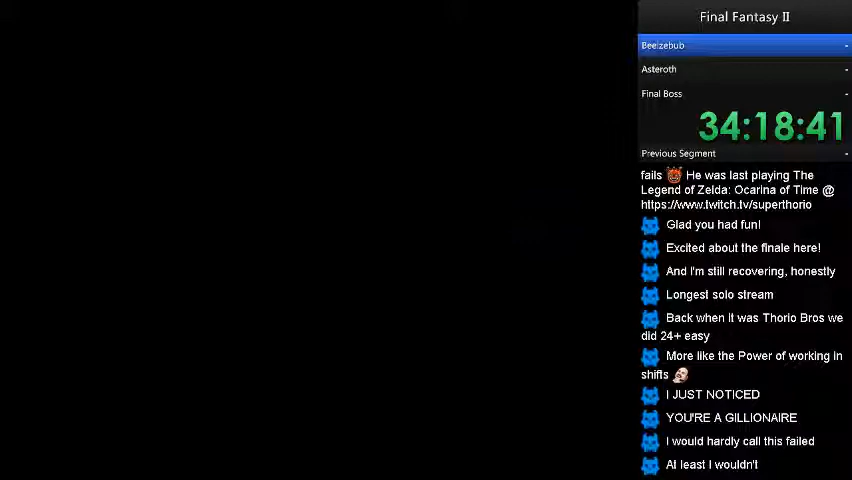 Final Fantasy II
Beelzebub -
Asteroth -
Final Boss -
34:18:41
Previous Segment -
fails He was last playing The
Legend of Zelda: Ocarina of Time @
https://www.twitch.tv/superthorio
Glad you had fun!
Excited about the finale here!
And I'm still recovering, honestly
Longest solo stream
Back when it was Thorio Bros we
did 24+ easy
More like the Power of working in
shifts
I JUST NOTICED
YOU'RE A GILLIONAIRE
I would hardly call this failed
At least I wouldn't